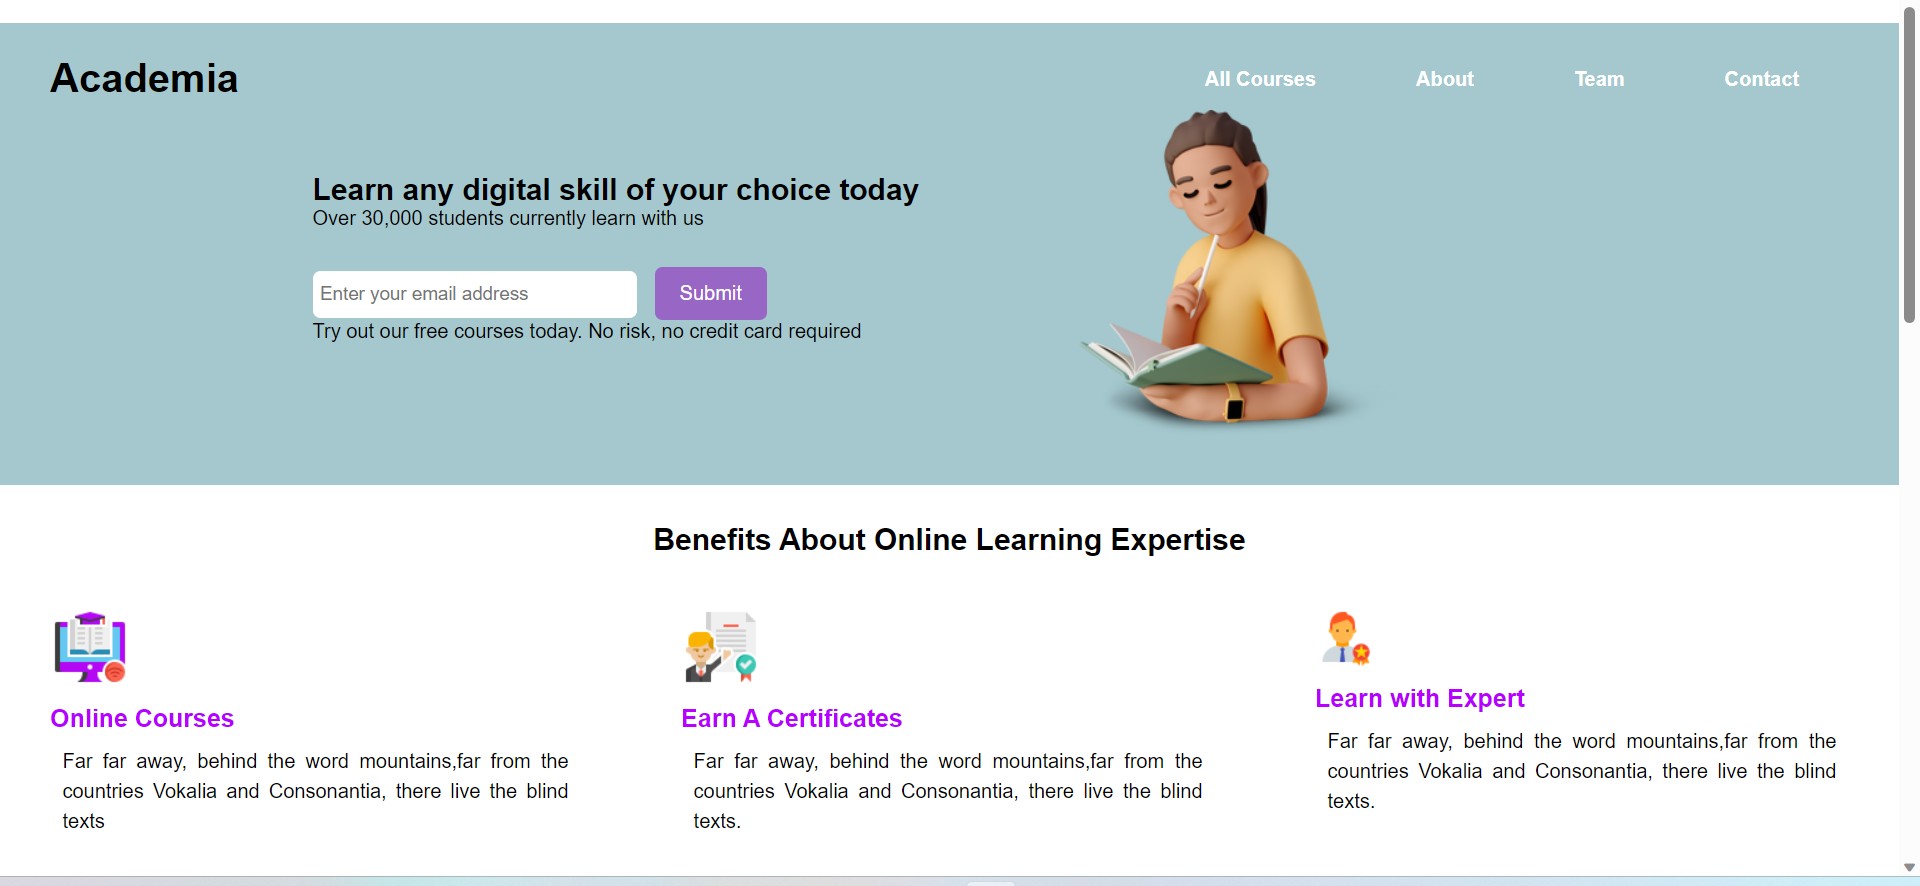 Academia
All Courses
About
Team
Contact
Learn any digital skill of your choice today
Over 30,000 students currently learn with us
Enter your email address
Submit
Try out our free courses today. No risk, no credit card required
Benefits About Online Learning Expertise
Online Courses
Far far away, behind the word mountains,far from the
countries Vokalia and Consonantia, there live the blind
texts
Earn A Certificates
Far far away, behind the word mountains,far from the
countries Vokalia and Consonantia, there live the blind
texts.
Learn with Expert
Far far away, behind the word mountains,far from the
countries Vokalia and Consonantia, there live the blind
texts.